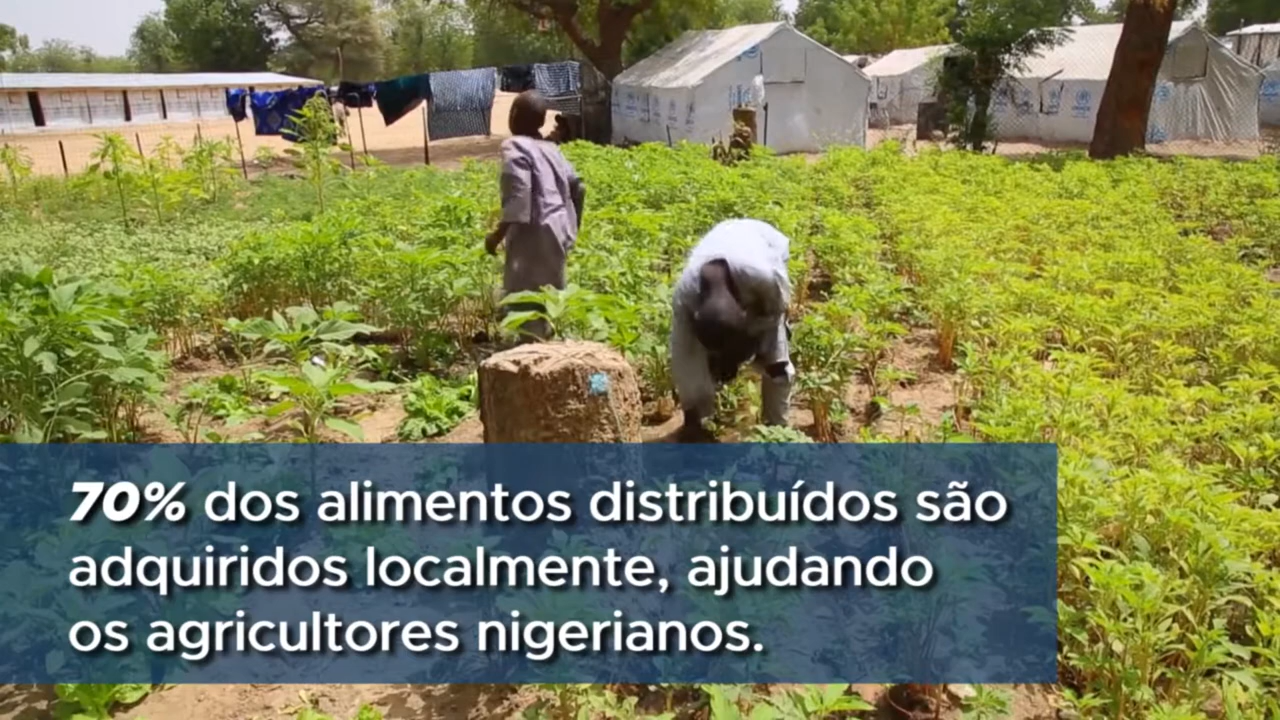 70% dos alimentos distribuídos são
adquiridos localmente, ajudando
os agricultores nigerianos.